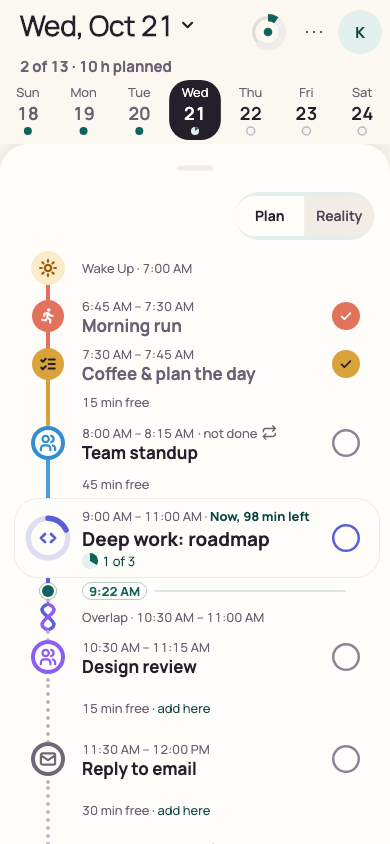 Wed, Oct 21
K
2 of 13 · 10 h planned
Sun Mon Tue Wed Thu Fri Sat
18 19 20 21 22 23 24
Plan Reality
Wake Up · 7:00 AM
6:45 AM – 7:30 AM
Morning run
7:30 AM – 7:45 AM
Coffee & plan the day
15 min free
8:00 AM – 8:15 AM · not done
Team standup
45 min free
9:00 AM – 11:00 AM · Now, 98 min left
Deep work: roadmap
1 of 3
9:22 AM
Overlap · 10:30 AM – 11:00 AM
10:30 AM – 11:15 AM
Design review
15 min free · add here
11:30 AM – 12:00 PM
Reply to email
30 min free · add here